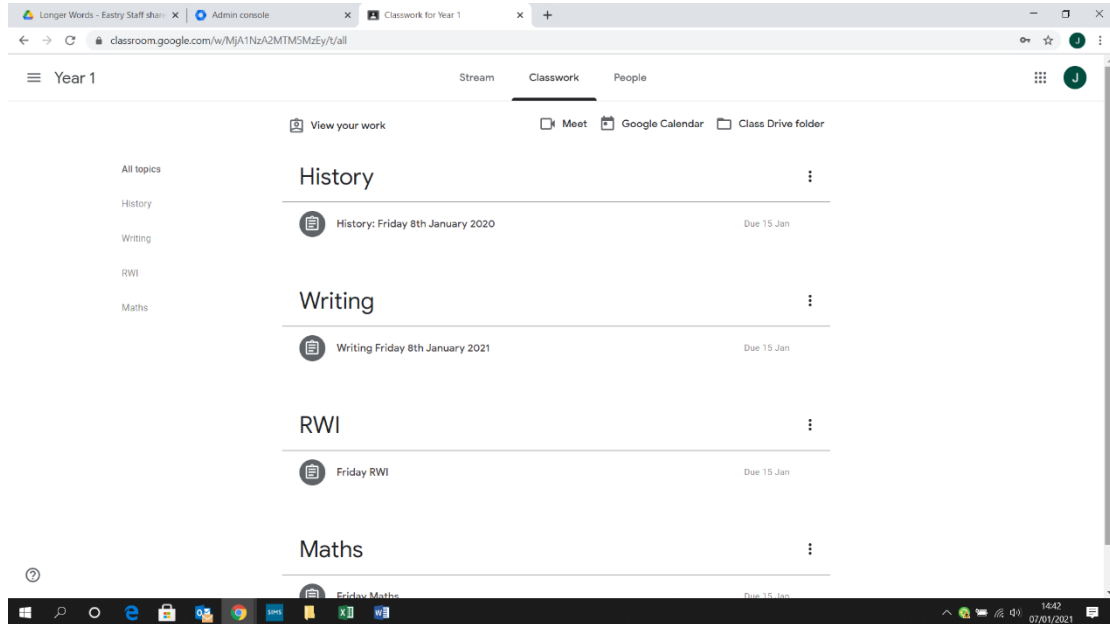 Longer Words - Eastry Staff share
Admin console
Classwork for Year 1
classroom.google.com/w/MjA1NzA2MTM5MzEy/t/all
J
Year 1
Stream
Classwork
People
J
View your work
Meet
Google Calendar
Class Drive folder
All topics
History
Writing
RWI
Maths
History
History: Friday 8th January 2020
Due 15 Jan
Writing
Writing Friday 8th January 2021
Due 15 Jan
RWI
Friday RWI
Due 15 Jan
Maths
Friday Maths
Due 15 Jan
SIMS
14:42
07/01/2021